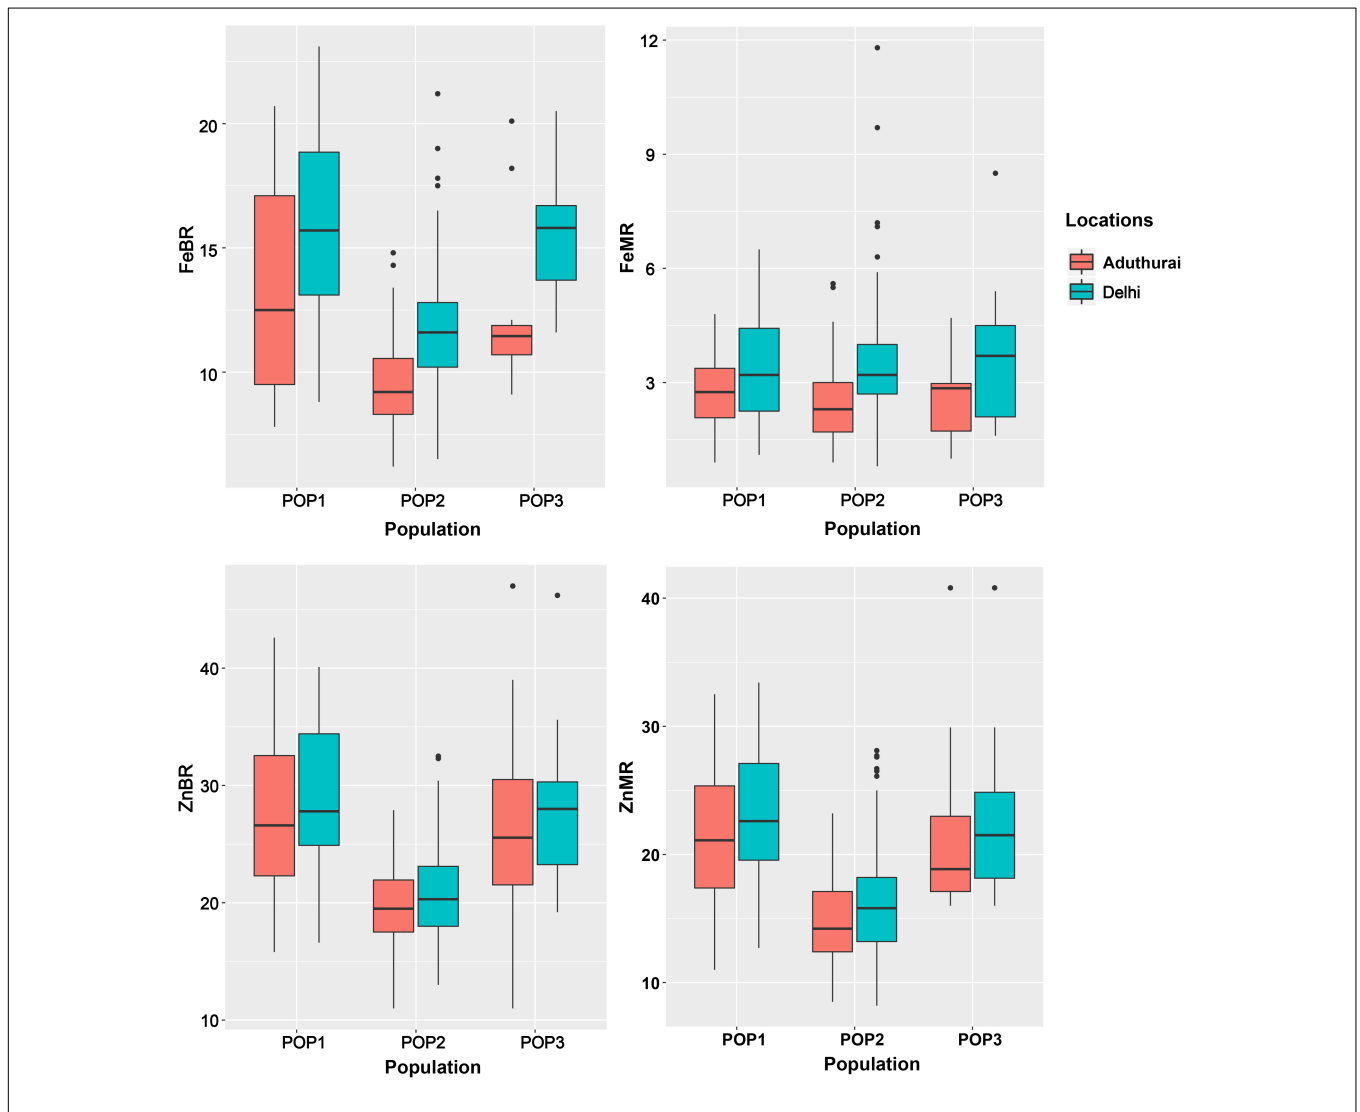 FeBR
20
15
10
POP1 POP2 POP3
Population
FeMR
12
9
6
3
POP1 POP2 POP3
Population
Locations
Aduthurai
Delhi
ZnBR
40
30
20
10
POP1 POP2 POP3
Population
ZnMR
40
30
20
10
POP1 POP2 POP3
Population